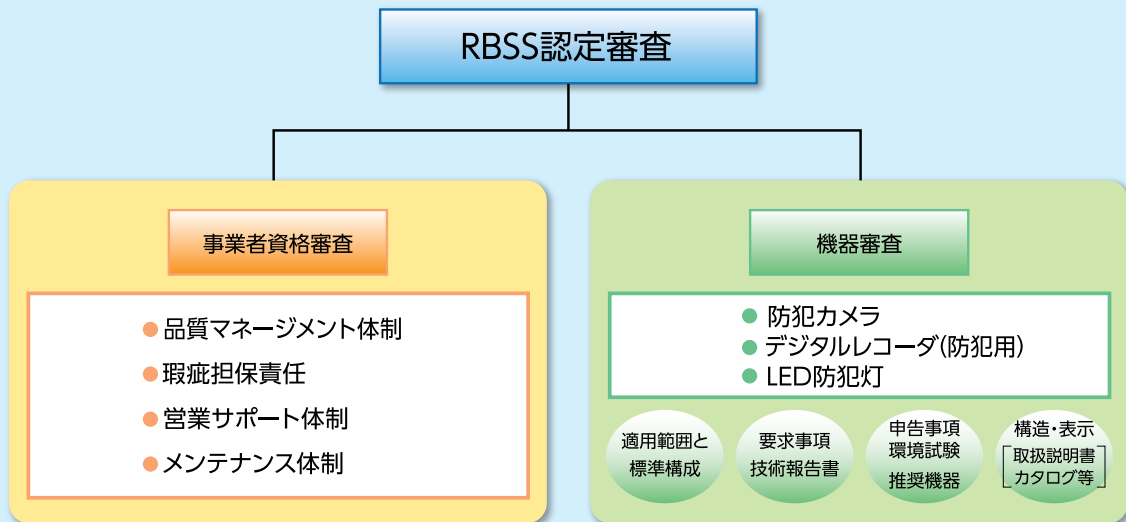 RBSS認定審査
事業者資格審査
●品質マネージメント体制
●瑕疵担保責任
●営業サポート体制
●メンテナンス体制
機器審査
●防犯カメラ
●デジタルレコーダ(防犯用)
●LED防犯灯
適用範囲と
標準構成
要求事項
技術報告書
申告事項
環境試験
推奨機器
構造・表示
[取扱説明書
カタログ等]